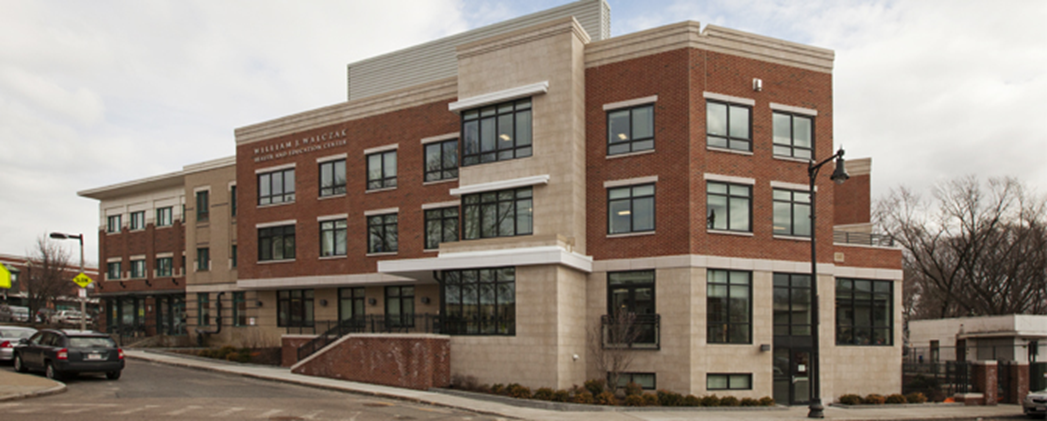 WILLIAM J. WALCZAK
HEALTH AND EDUCATION CENTER